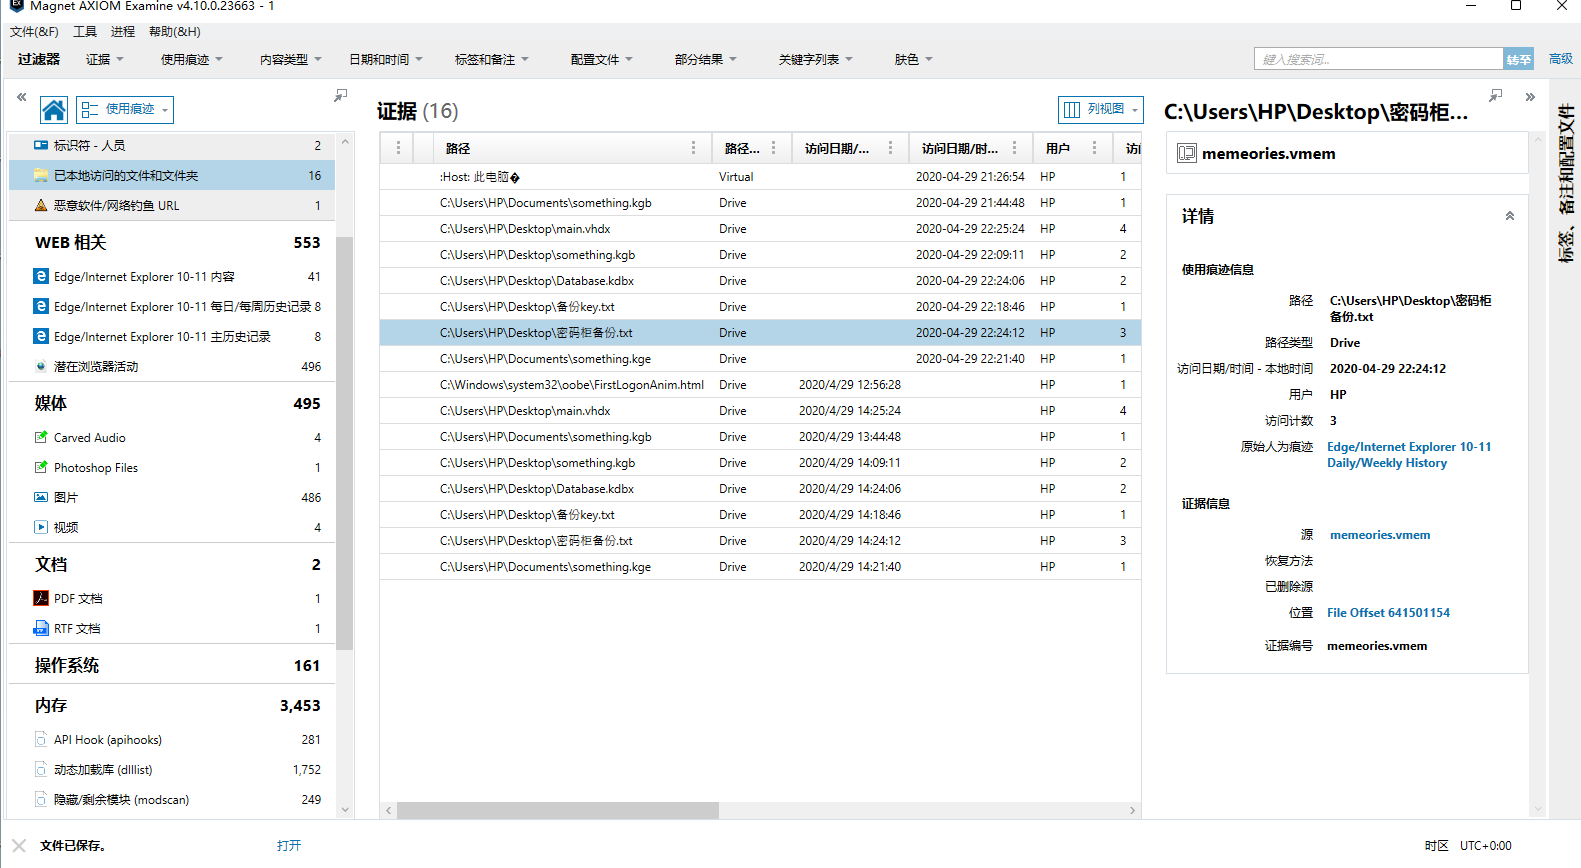 Magnet AXIOM Examine v4.10.0.23663 - 1
文件(&F) 工具 进程 帮助(&H)
过滤器 证据 使用痕迹 内容类型 日期和时间 标签和备注 配置文件 部分结果 关键字列表 肤色 键入搜索词... 转至 高级
使用痕迹
标识符 - 人员 2
已本地访问的文件和文件夹 16
恶意软件/网络钓鱼 URL 1
WEB 相关 553
Edge/Internet Explorer 10-11 内容 41
Edge/Internet Explorer 10-11 每日/每周历史记录 8
Edge/Internet Explorer 10-11 主历史记录 8
潜在浏览器活动 496
媒体 495
Carved Audio 4
Photoshop Files 1
图片 486
视频 4
文档 2
PDF 文档 1
RTF 文档 1
操作系统 161
内存 3,453
API Hook (apihooks) 281
动态加载库 (dlllist) 1,752
隐藏/剩余模块 (modscan) 249
证据 (16) 列视图
路径 路径... 访问日期/... 访问日期/时... 用户 访
:Host: 此电脑� Virtual 2020-04-29 21:26:54 HP 1
C:\Users\HP\Documents\something.kgb Drive 2020-04-29 21:44:48 HP 1
C:\Users\HP\Desktop\main.vhdx Drive 2020-04-29 22:25:24 HP 4
C:\Users\HP\Desktop\something.kgb Drive 2020-04-29 22:09:11 HP 2
C:\Users\HP\Desktop\Database.kdbx Drive 2020-04-29 22:24:06 HP 2
C:\Users\HP\Desktop\备份key.txt Drive 2020-04-29 22:18:46 HP 1
C:\Users\HP\Desktop\密码柜备份.txt Drive 2020-04-29 22:24:12 HP 3
C:\Users\HP\Documents\something.kge Drive 2020-04-29 22:21:40 HP 1
C:\Windows\system32\oobe\FirstLogonAnim.html Drive 2020/4/29 12:56:28 HP 1
C:\Users\HP\Desktop\main.vhdx Drive 2020/4/29 14:25:24 HP 4
C:\Users\HP\Documents\something.kgb Drive 2020/4/29 13:44:48 HP 1
C:\Users\HP\Desktop\something.kgb Drive 2020/4/29 14:09:11 HP 2
C:\Users\HP\Desktop\Database.kdbx Drive 2020/4/29 14:24:06 HP 2
C:\Users\HP\Desktop\备份key.txt Drive 2020/4/29 14:18:46 HP 1
C:\Users\HP\Desktop\密码柜备份.txt Drive 2020/4/29 14:24:12 HP 3
C:\Users\HP\Documents\something.kge Drive 2020/4/29 14:21:40 HP 1
C:\Users\HP\Desktop\密码柜...
memeories.vmem
详情
使用痕迹信息
路径 C:\Users\HP\Desktop\密码柜
备份.txt
路径类型 Drive
访问日期/时间 - 本地时间 2020-04-29 22:24:12
用户 HP
访问计数 3
原始人为痕迹 Edge/Internet Explorer 10-11
Daily/Weekly History
证据信息
源 memeories.vmem
恢复方法
已删除源
位置 File Offset 641501154
证据编号 memeories.vmem
标签、备注和配置文件
文件已保存。 打开
时区 UTC+0:00